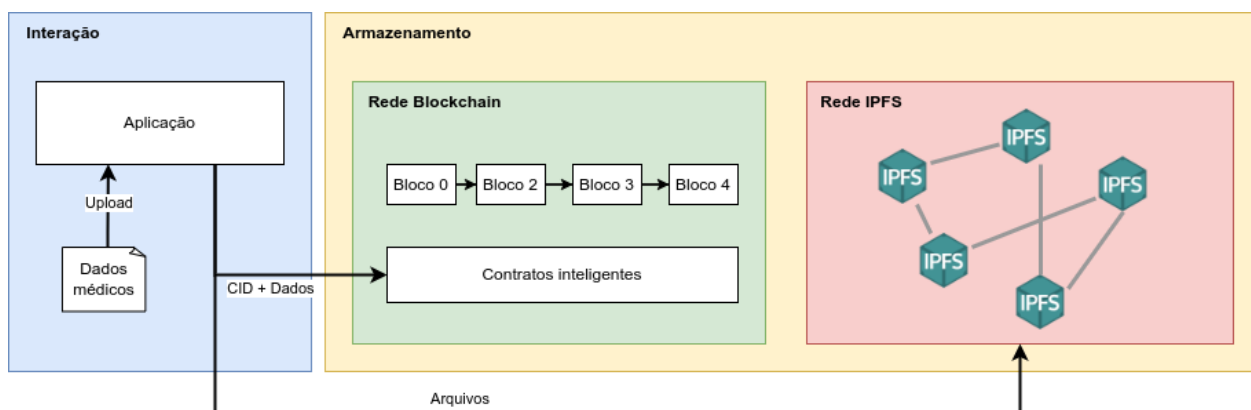 Interação
Aplicação
Upload
Dados
médicos
CID + Dados
Armazenamento
Rede Blockchain
Bloco 0
Bloco 2
Bloco 3
Bloco 4
Contratos inteligentes
Rede IPFS
IPFS
IPFS
IPFS
IPFS
IPFS
Arquivos